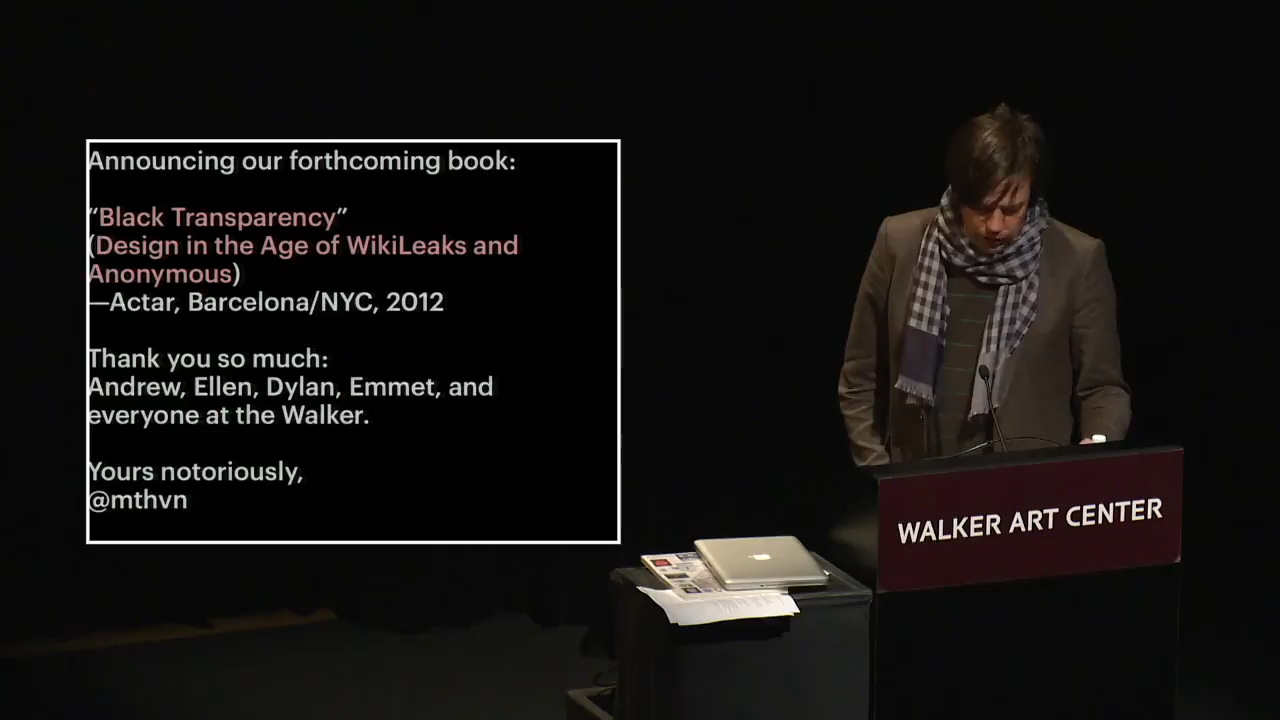 Announcing our forthcoming book:
“Black Transparency”
(Design in the Age of WikiLeaks and
Anonymous)
—Actar, Barcelona/NYC, 2012
Thank you so much:
Andrew, Ellen, Dylan, Emmet, and
everyone at the Walker.
Yours notoriously,
@mthvn
WALKER ART CENTER